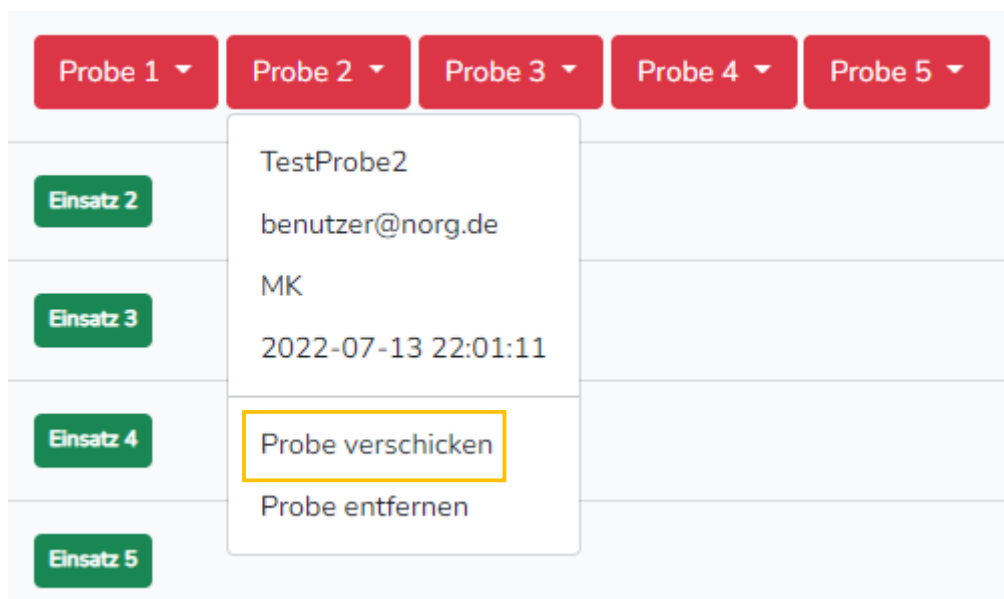 Probe 1 Probe 2 Probe 3 Probe 4 Probe 5
TestProbe2
Einsatz 2
benutzer@norg.de
MK
Einsatz 3
2022-07-13 22:01:11
Einsatz 4
Probe verschicken
Probe entfernen
Einsatz 5